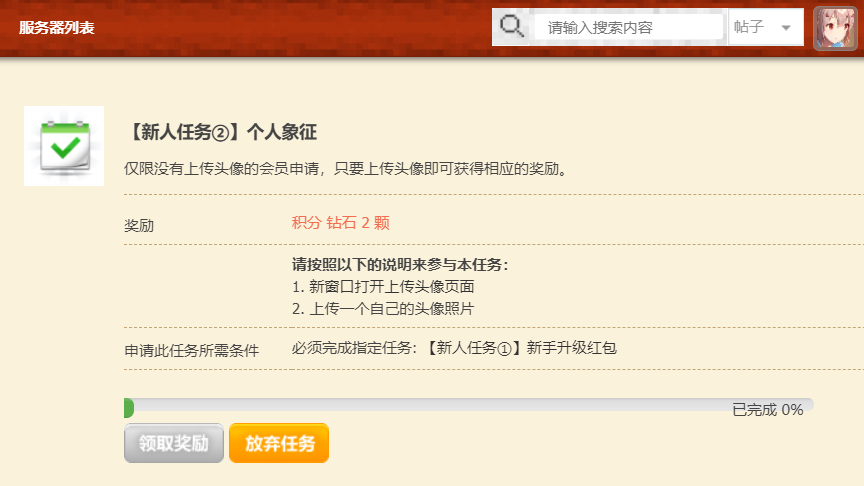 服务器列表
请输入搜索内容
帖子
【新人任务②】个人象征
仅限没有上传头像的会员申请，只要上传头像即可获得相应的奖励。
奖励
积分 钻石 2 颗
请按照以下的说明来参与本任务：
1. 新窗口打开上传头像页面
2. 上传一个自己的头像照片
申请此任务所需条件
必须完成指定任务：【新人任务①】新手升级红包
已完成 0%
领取奖励
放弃任务